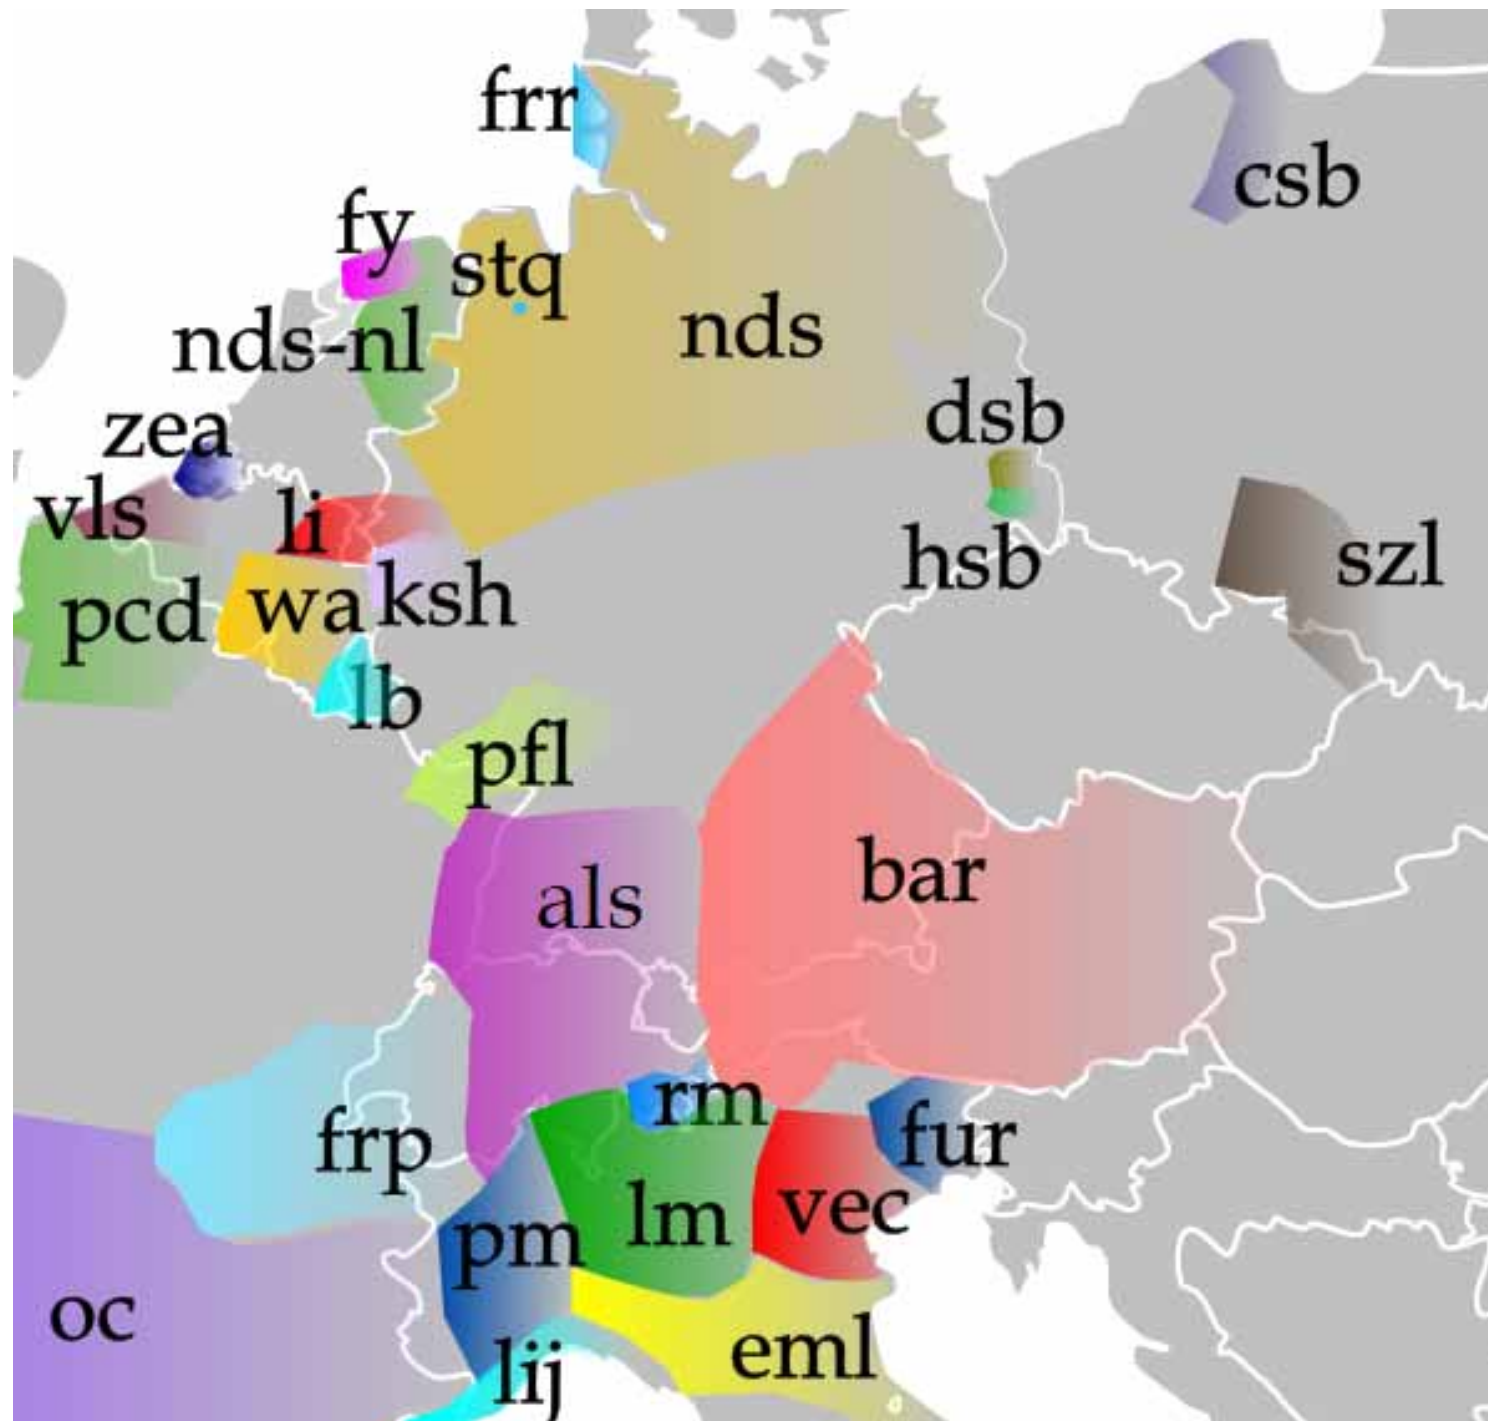 frr
csb
fy
stq
nds-nl
nds
dsb
zea
vls
li
hsb
szl
pcd
wa
ksh
lb
pfl
bar
als
rm
frp
fur
vec
lm
pm
oc
eml
lij